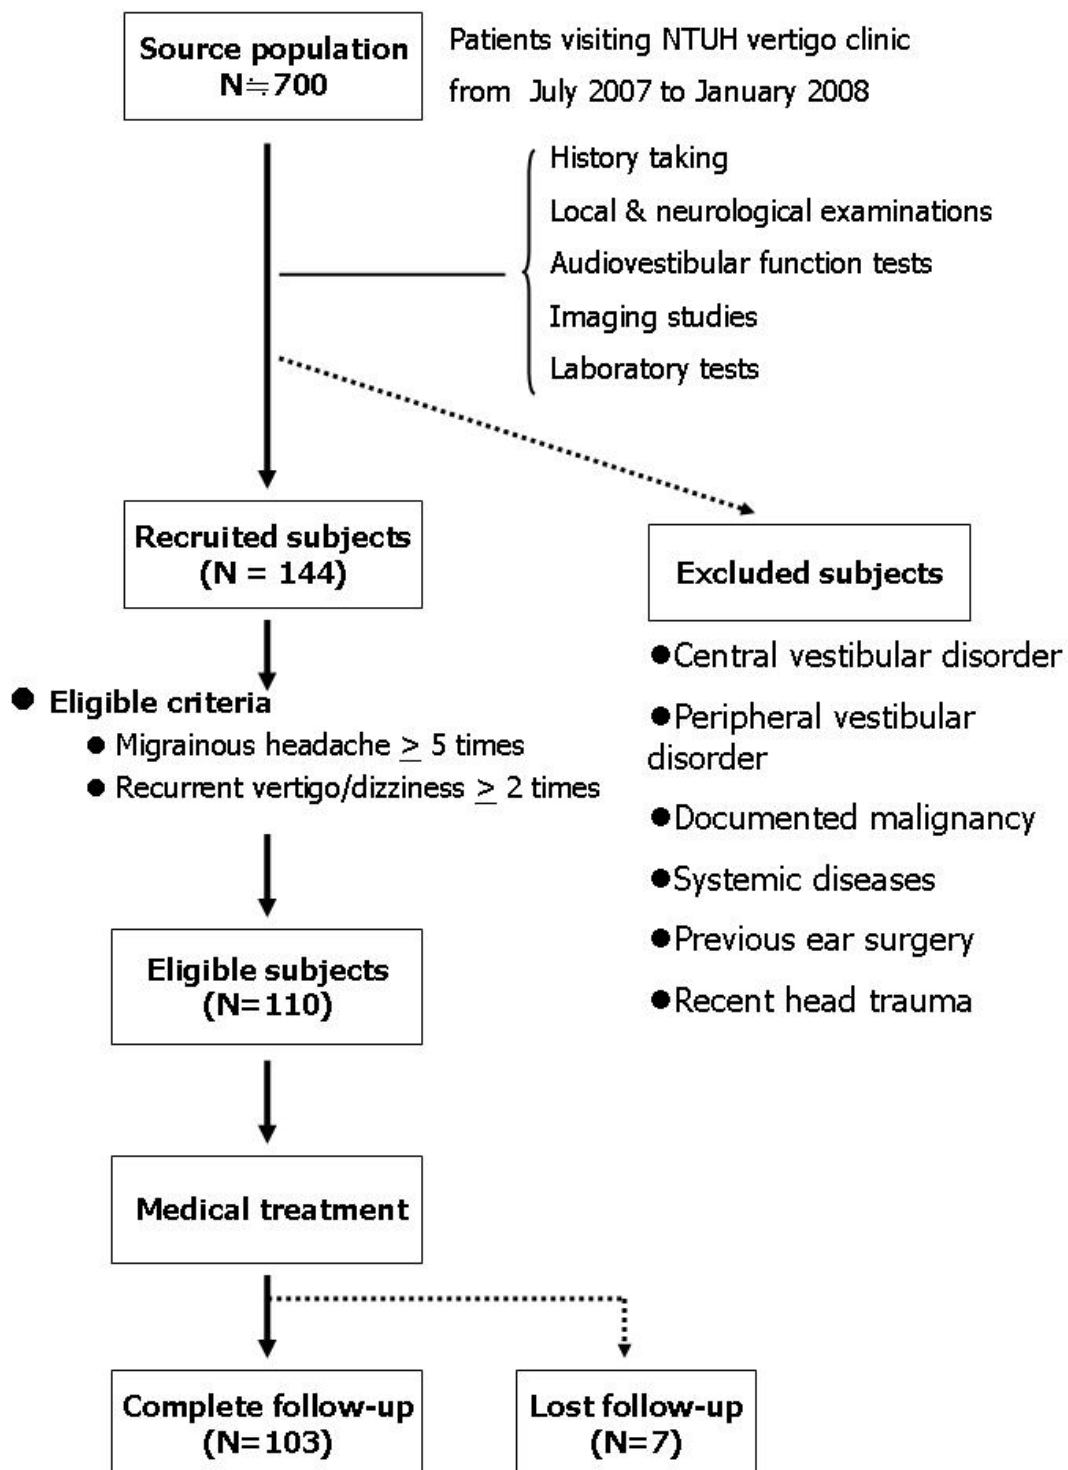 Source population
N≒700
Patients visiting NTUH vertigo clinic
from July 2007 to January 2008
History taking
Local & neurological examinations
Audiovestibular function tests
Imaging studies
Laboratory tests
Recruited subjects
(N = 144)
Excluded subjects
●Central vestibular disorder
●Peripheral vestibular
disorder
●Documented malignancy
●Systemic diseases
●Previous ear surgery
●Recent head trauma
● Eligible criteria
● Migrainous headache ≥ 5 times
● Recurrent vertigo/dizziness ≥ 2 times
Eligible subjects
(N=110)
Medical treatment
Complete follow-up
(N=103)
Lost follow-up
(N=7)